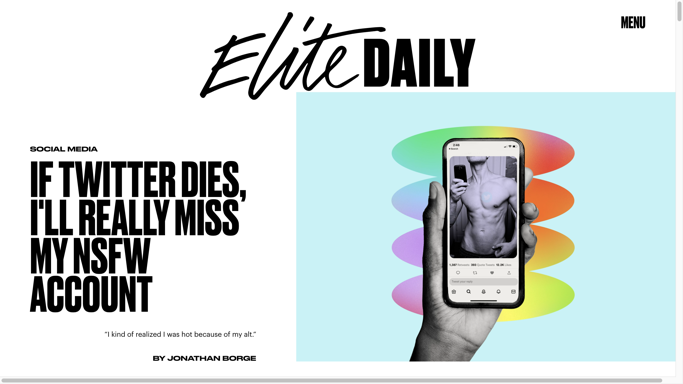 Elite DAILY
MENU
SOCIAL MEDIA
IF TWITTER DIES,
I'LL REALLY MISS
MY NSFW
ACCOUNT
"I kind of realized I was hot because of my alt."
BY JONATHAN BORGE